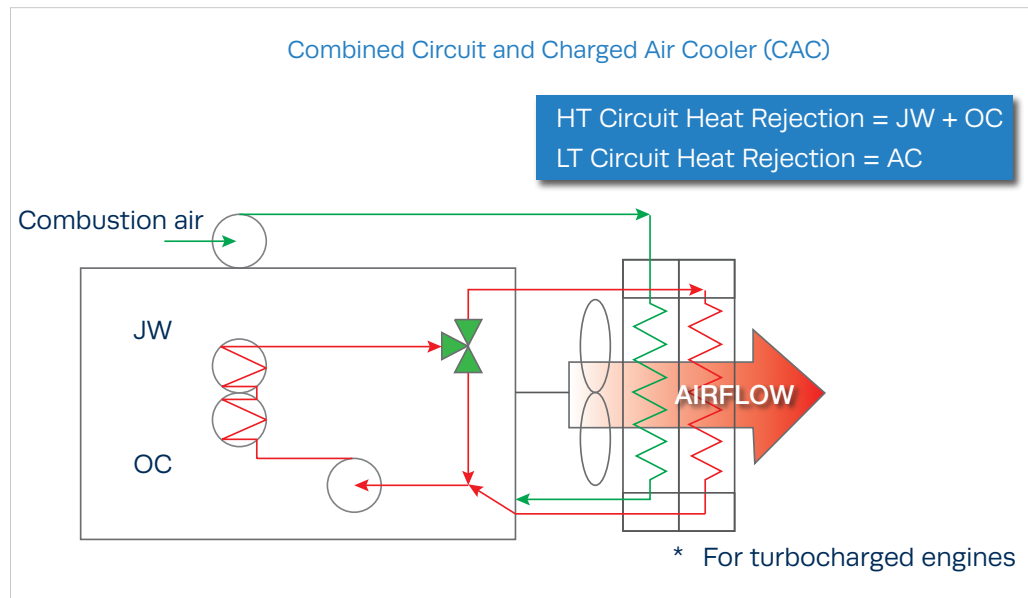 Combined Circuit and Charged Air Cooler (CAC)
HT Circuit Heat Rejection = JW + OC
LT Circuit Heat Rejection = AC
Combustion air
JW
AIRFLOW
OC
* For turbocharged engines